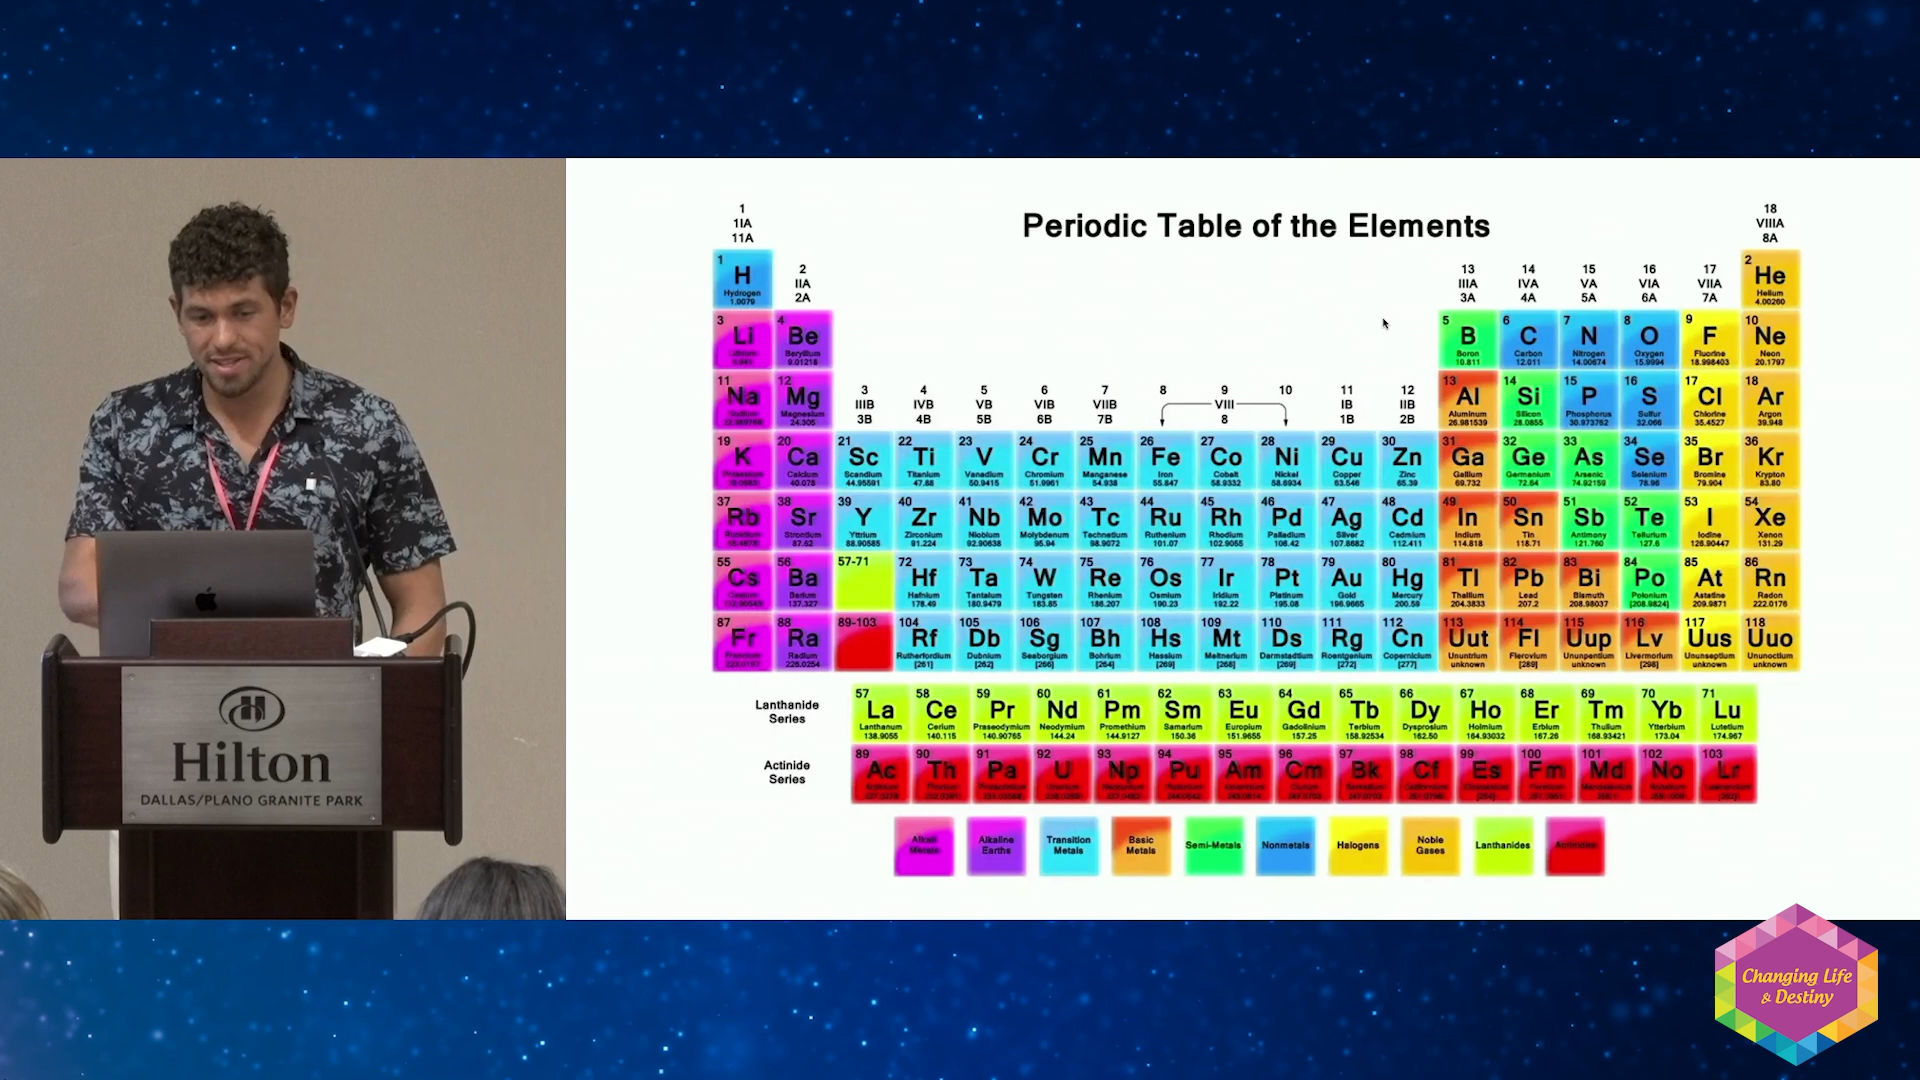 Periodic Table of the Elements
1 18
1IA VIIIA
11A 8A
1 2
H He
Hydrogen Helium
1.0079 4.00260
2 13 14 15 16 17
IIA IIIA IVA VA VIA VIIA
2A 3A 4A 5A 6A 7A
3 4 5 6 7 8 9 10
Li Be B C N O F Ne
Beryllium Boron Carbon Nitrogen Oxygen Fluorine Neon
9.01218 10.811 12.011 14.00674 15.9994 18.998403 20.1797
3 4 5 6 7 8 9 10 11 12
IIIB IVB VB VIB VIIB VIII IB IIB
3B 4B 5B 6B 7B 8 1B 2B
11 12 13 14 15 16 17 18
Na Mg Al Si P S Cl Ar
Magnesium Aluminum Silicon Phosphorus Sulfur Chlorine Argon
24.305 26.981539 28.0855 30.973762 32.066 35.4527 39.948
19 20 21 22 23 24 25 26 27 28 29 30 31 32 33 34 35 36
K Ca Sc Ti V Cr Mn Fe Co Ni Cu Zn Ga Ge As Se Br Kr
Calcium Scandium Titanium Vanadium Chromium Manganese Iron Cobalt Nickel Copper Zinc Gallium Germanium Arsenic Selenium Bromine Krypton
40.078 44.95591 47.88 50.9415 51.9961 54.938 55.847 58.9332 58.6934 63.546 65.39 69.732 72.64 74.92159 78.96 79.904 83.80
37 38 39 40 41 42 43 44 45 46 47 48 49 50 51 52 53 54
Rb Sr Y Zr Nb Mo Tc Ru Rh Pd Ag Cd In Sn Sb Te I Xe
Strontium Yttrium Zirconium Niobium Molybdenum Technetium Ruthenium Rhodium Palladium Silver Cadmium Indium Tin Antimony Tellurium Iodine Xenon
87.62 88.90585 91.224 92.90638 95.94 98.9072 101.07 102.9055 106.42 107.8682 112.411 114.818 118.71 121.760 127.6 126.90447 131.29
55 56 57-71 72 73 74 75 76 77 78 79 80 81 82 83 84 85 86
Cs Ba Hf Ta W Re Os Ir Pt Au Hg Tl Pb Bi Po At Rn
Barium Hafnium Tantalum Tungsten Rhenium Osmium Iridium Platinum Gold Mercury Thallium Lead Bismuth Polonium Astatine Radon
137.327 178.49 180.9479 183.85 186.207 190.23 192.22 195.08 196.9665 200.59 204.3833 207.2 208.98037 [208.9824] 209.9871 222.0176
87 88 89-103 104 105 106 107 108 109 110 111 112 113 114 115 116 117 118
Fr Ra Rf Db Sg Bh Hs Mt Ds Rg Cn Uut Fl Uup Lv Uus Uuo
Francium Radium Rutherfordium Dubnium Seaborgium Bohrium Hassium Meitnerium Darmstadtium Roentgenium Copernicium Ununtrium Flerovium Ununpentium Livermorium Ununseptium Ununoctium
226.0254 [261] [262] [266] [264] [269] [268] [269] [272] [277] unknown [289] unknown [298] unknown unknown
Lanthanide
Series
57 58 59 60 61 62 63 64 65 66 67 68 69 70 71
La Ce Pr Nd Pm Sm Eu Gd Tb Dy Ho Er Tm Yb Lu
Lanthanum Cerium Praseodymium Neodymium Promethium Samarium Europium Gadolinium Terbium Dysprosium Holmium Erbium Thulium Ytterbium Lutetium
138.9055 140.115 140.90765 144.24 144.9127 150.36 151.9655 157.25 158.92534 162.50 164.93032 167.26 168.93421 173.04 174.967
Actinide
Series
89 90 91 92 93 94 95 96 97 98 99 100 101 102 103
Ac Th Pa U Np Pu Am Cm Bk Cf Es Fm Md No Lr
Alkali Metals
Alkaline Earths
Transition Metals
Basic Metals
Semi-Metals
Nonmetals
Halogens
Noble Gases
Lanthanides
Actinides
Hilton
DALLAS/PLANO GRANITE PARK
Changing Life
& Destiny